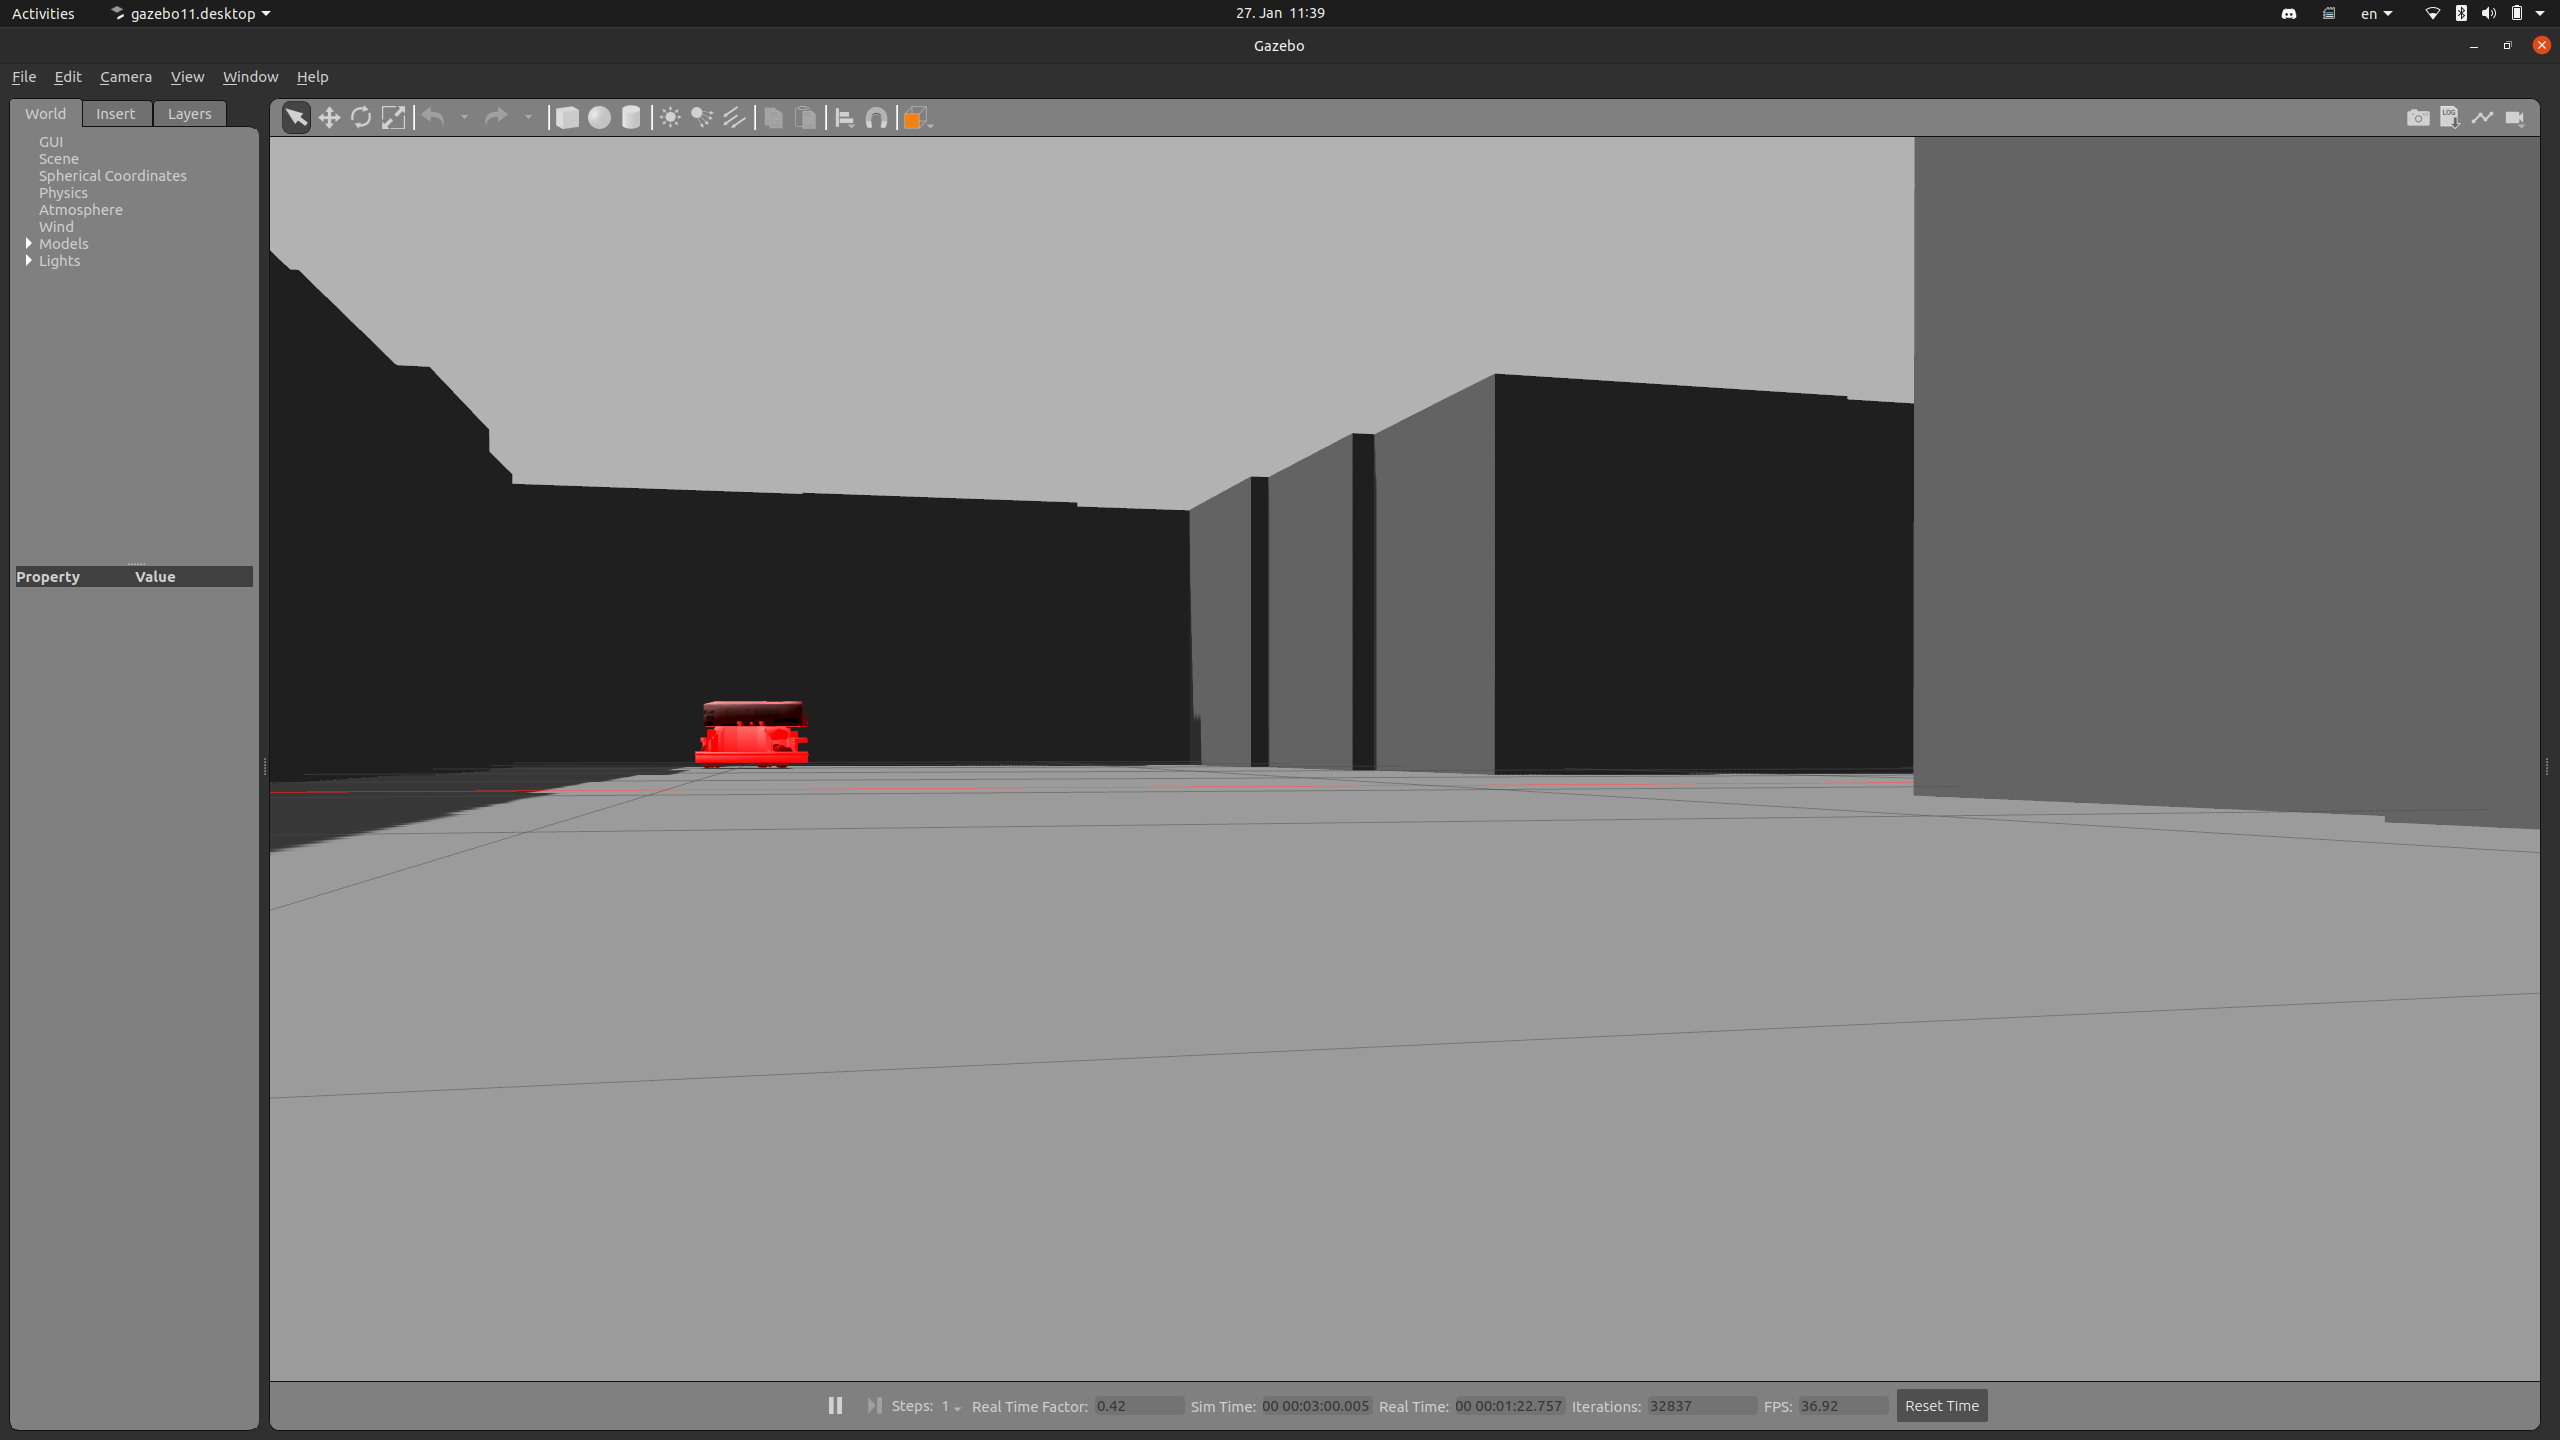 Activities gazebo11.desktop 27. Jan 11:39 en
Gazebo
File Edit Camera View Window Help
World Insert Layers
LOG
GUI
Scene
Spherical Coordinates
Physics
Atmosphere
Wind
Models
Lights
Property Value
Steps: 1 Real Time Factor: 0.42 Sim Time: 00 00:03:00.005 Real Time: 00 00:01:22.757 Iterations: 32837 FPS: 36.92 Reset Time